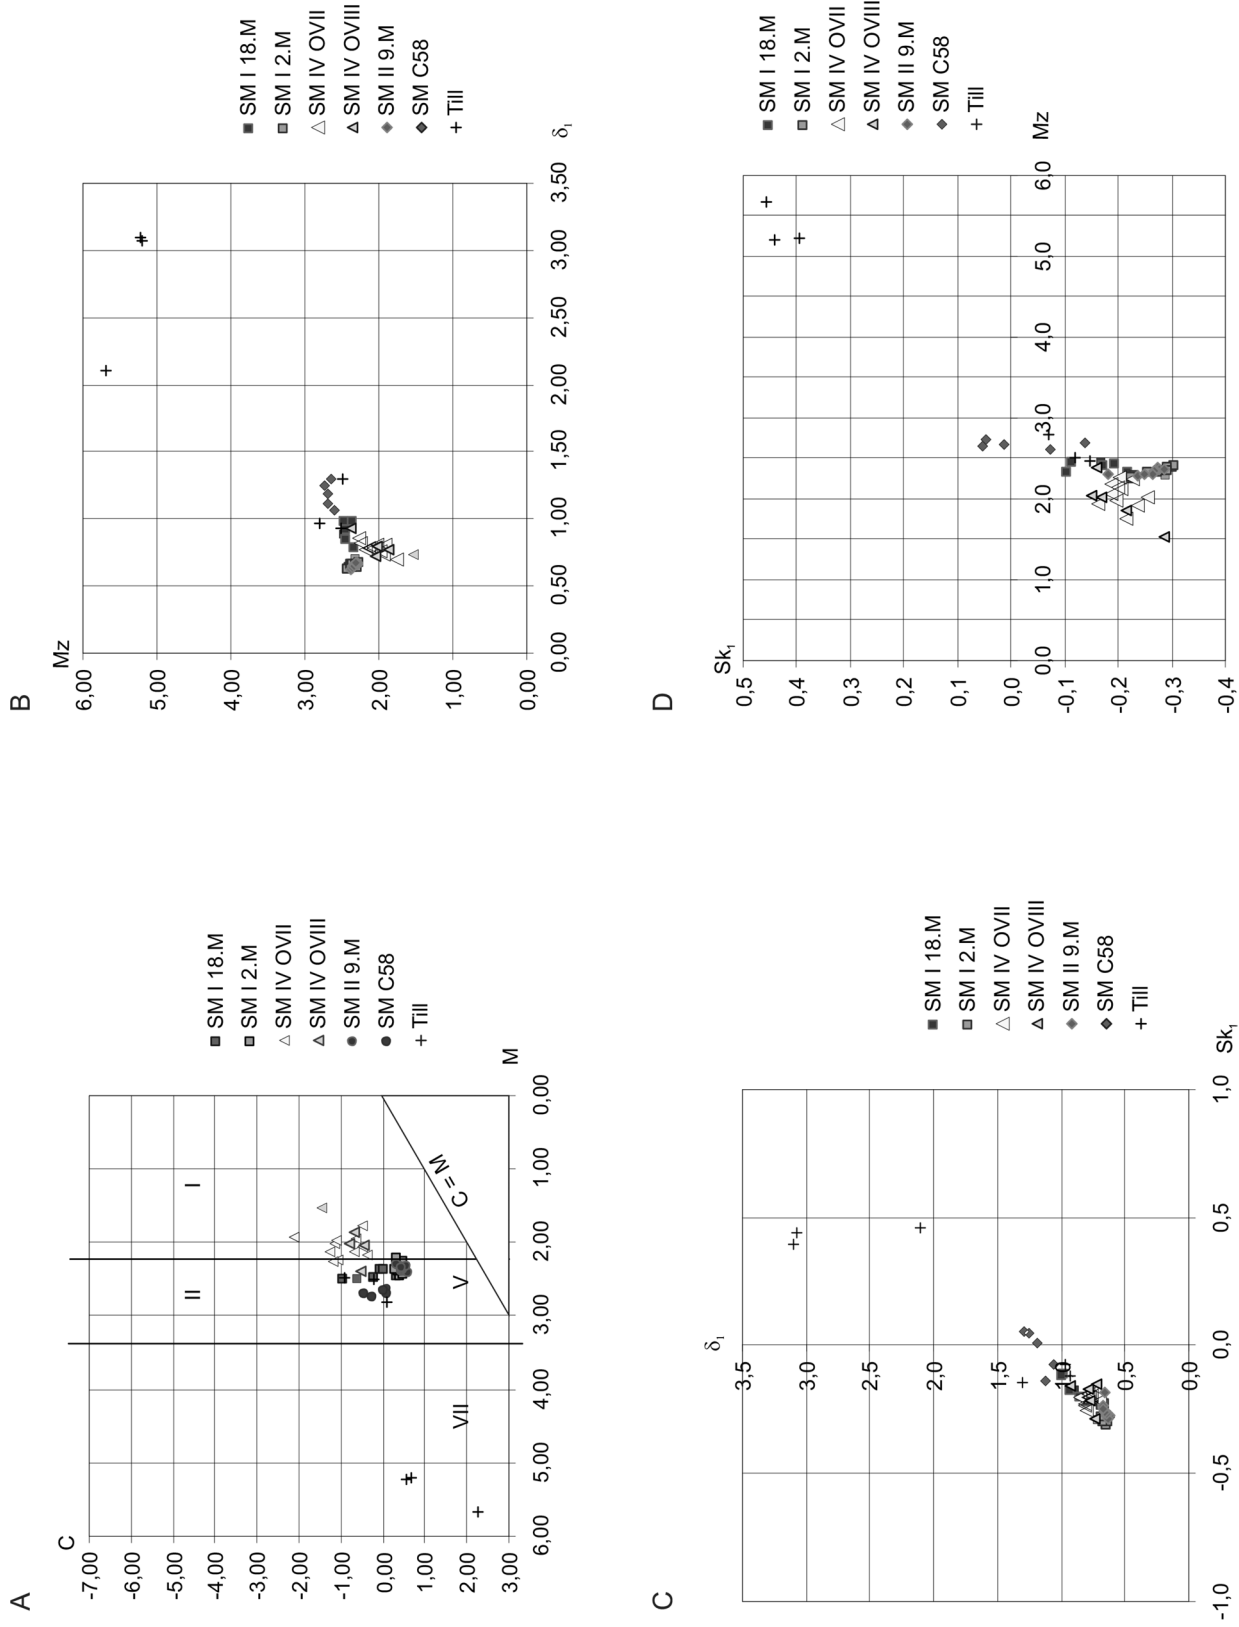 A
C
-7,00
-6,00
-5,00
-4,00
-3,00
-2,00
-1,00
0,00
1,00
2,00
3,00
6,00
5,00
4,00
3,00
2,00
1,00
0,00
M
I
II
V
VII
C = M
SM I 18.M
SM I 2.M
SM IV OVII
SM IV OVIII
SM II 9.M
SM C58
Till
B
Mz
6,00
5,00
4,00
3,00
2,00
1,00
0,00
0,00
0,50
1,00
1,50
2,00
2,50
3,00
3,50
δ₁
SM I 18.M
SM I 2.M
SM IV OVII
SM IV OVIII
SM II 9.M
SM C58
Till
C
δ₁
3,5
3,0
2,5
2,0
1,5
1,0
0,5
0,0
-1,0
-0,5
0,0
0,5
1,0
Sk₁
SM I 18.M
SM I 2.M
SM IV OVII
SM IV OVIII
SM II 9.M
SM C58
Till
D
Sk₁
0,5
0,4
0,3
0,2
0,1
0,0
-0,1
-0,2
-0,3
-0,4
0,0
1,0
2,0
3,0
4,0
5,0
6,0
Mz
SM I 18.M
SM I 2.M
SM IV OVII
SM IV OVIII
SM II 9.M
SM C58
Till